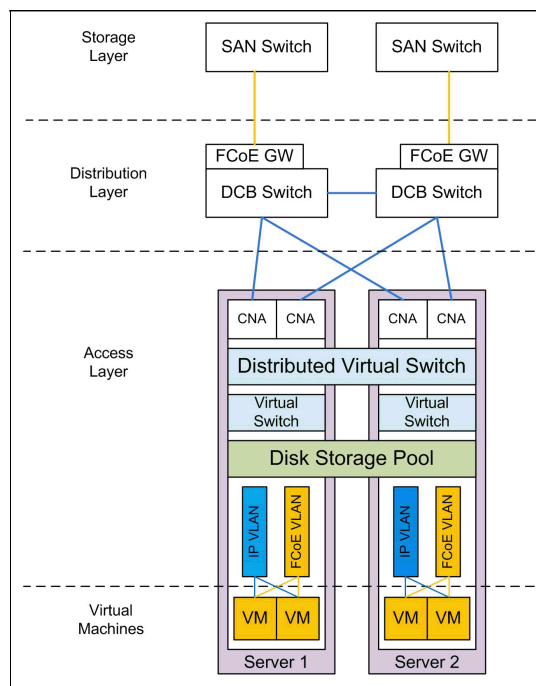 Storage
Layer
SAN Switch
SAN Switch
FCoE GW
FCoE GW
Distribution
Layer
DCB Switch
DCB Switch
CNA
CNA
CNA
CNA
Access
Layer
Distributed Virtual Switch
Virtual
Switch
Virtual
Switch
Disk Storage Pool
IP VLAN
FCoE VLAN
IP VLAN
FCoE VLAN
Virtual
Machines
VM
VM
VM
VM
Server 1
Server 2